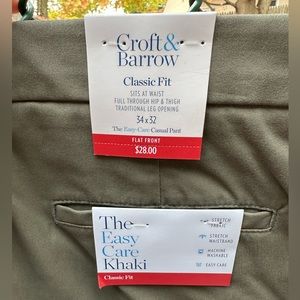 Croft&
Barrow
Classic Fit
SITS AT WAIST
FULL THROUGH HIP & THIGH
TRADITIONAL LEG OPENING
34 x 32
The Easy-Care Casual Pant
FLAT FRONT
$28.00
The
Easy
Care
Khaki
Classic Fit
STRETCH
FABRIC
STRETCH
WAISTBAND
MACHINE
WASHABLE
EASY CARE